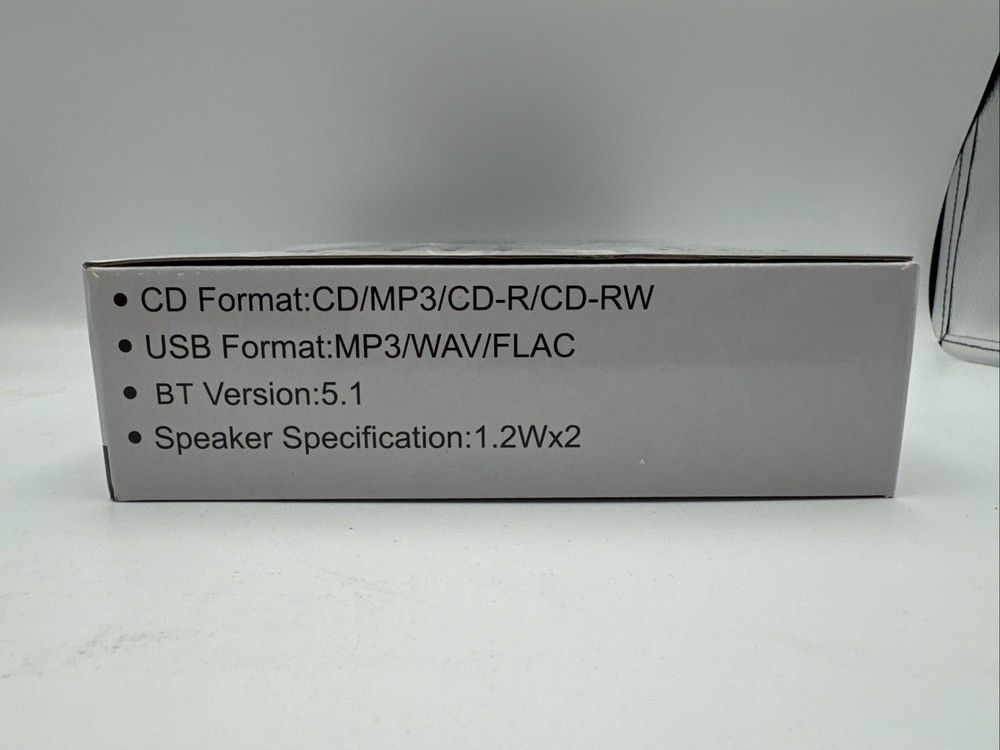 • CD Format:CD/MP3/CD-R/CD-RW
• USB Format:MP3/WAV/FLAC
• BT Version:5.1
• Speaker Specification:1.2Wx2